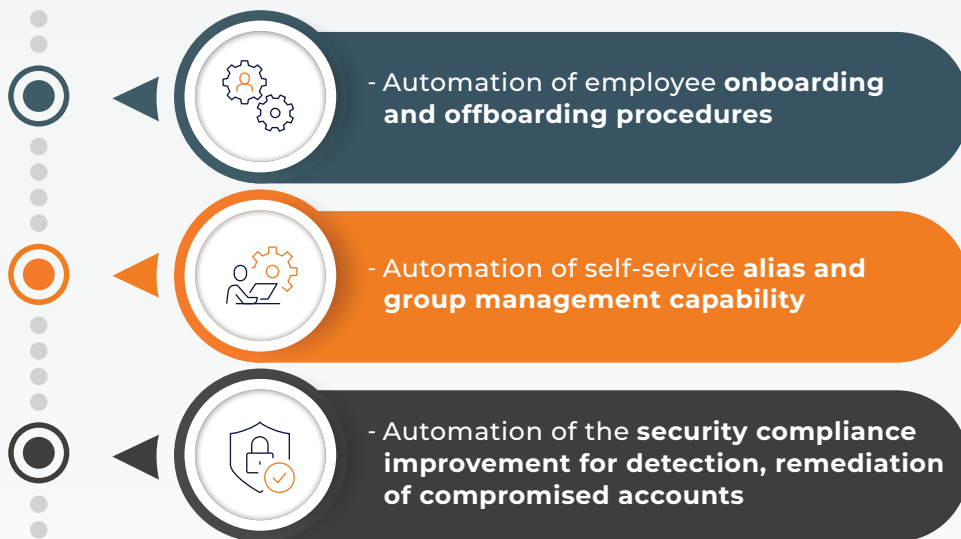 - Automation of employee onboarding
and offboarding procedures
- Automation of self-service alias and
group management capability
- Automation of the security compliance
improvement for detection, remediation
of compromised accounts